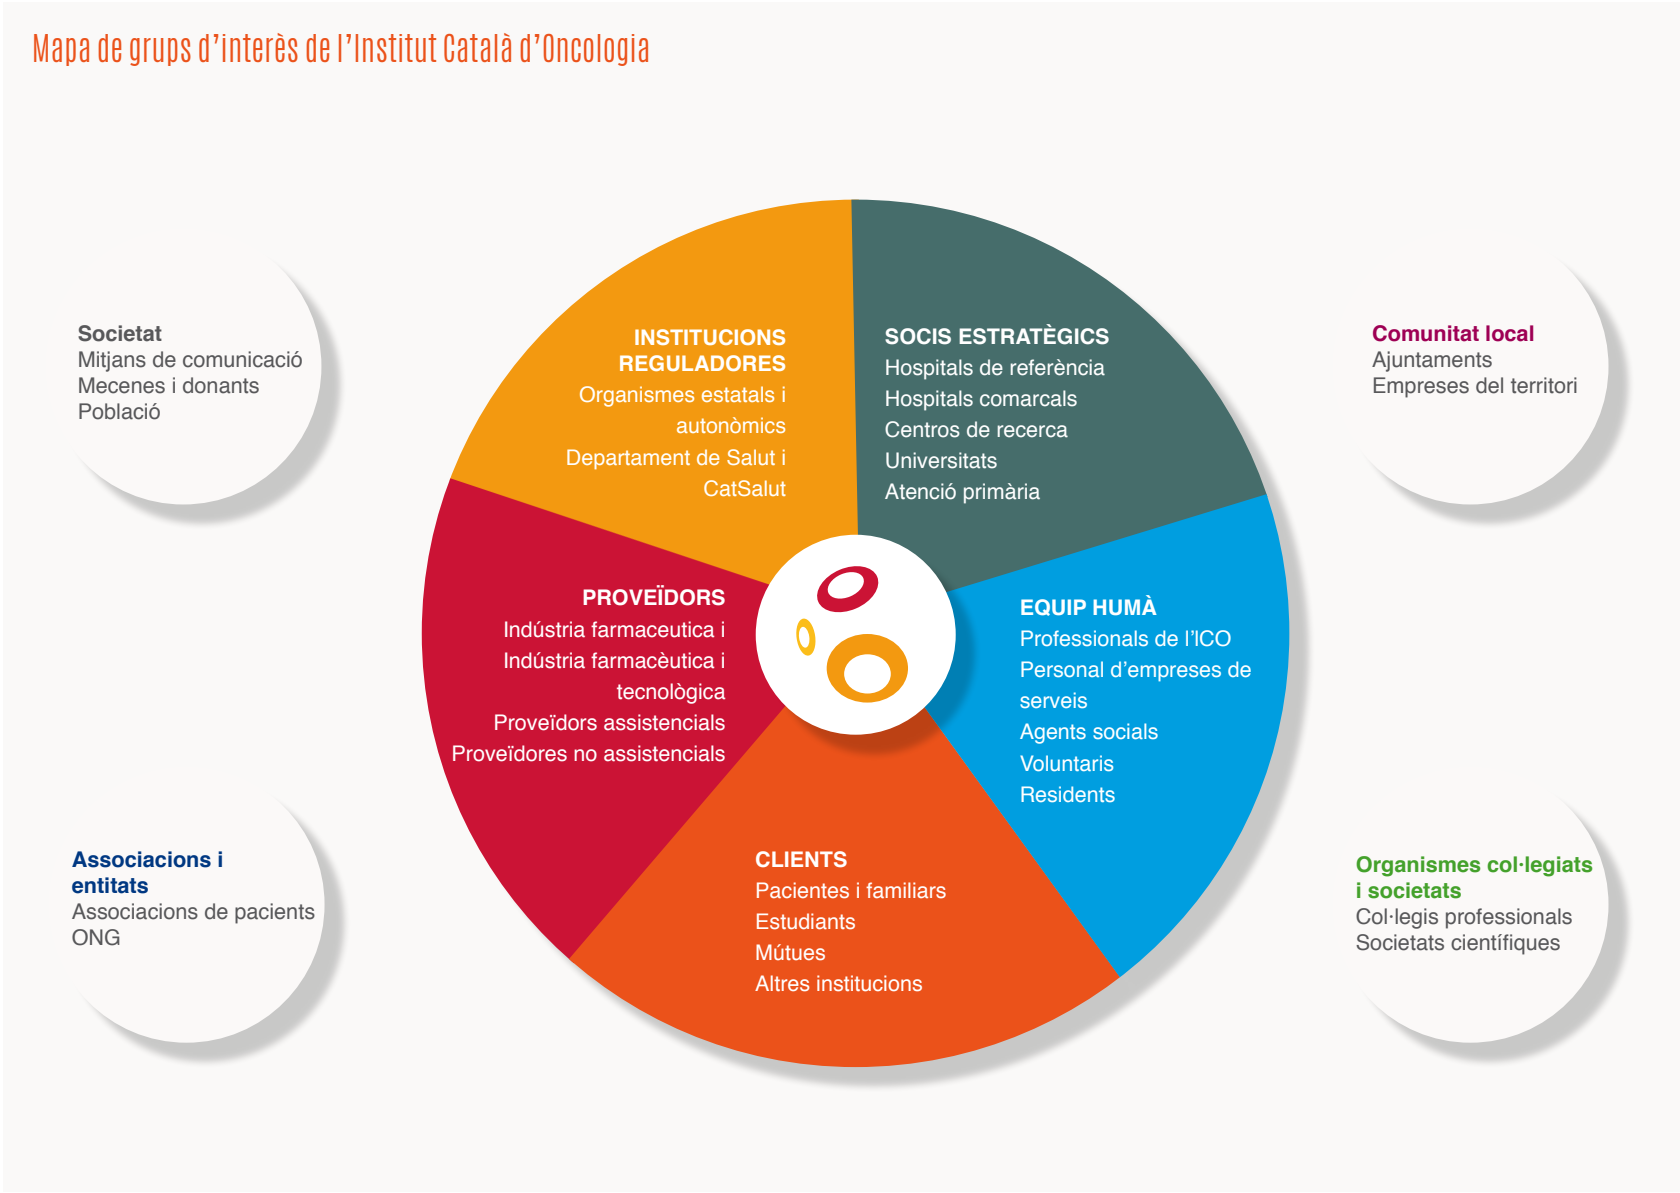 Mapa de grups d’interès de l’Institut Català d’Oncologia
Societat
Mitjans de comunicació
Mecenes i donants
Població
INSTITUCIONS
REGULADORES
Organismes estatals i
autonòmics
Departament de Salut i
CatSalut
SOCIS ESTRATÈGICS
Hospitals de referència
Hospitals comarcals
Centros de recerca
Universitats
Atenció primària
Comunitat local
Ajuntaments
Empreses del territori
PROVEÏDORS
Indústria farmaceutica i
Indústria farmacèutica i
tecnològica
Proveïdors assistencials
Proveïdores no assistencials
EQUIP HUMÀ
Professionals de l’ICO
Personal d’empreses de
serveis
Agents socials
Voluntaris
Residents
Associacions i
entitats
Associacions de pacients
ONG
CLIENTS
Pacientes i familiars
Estudiants
Mútues
Altres institucions
Organismes col·legiats
i societats
Col·legis professionals
Societats científiques